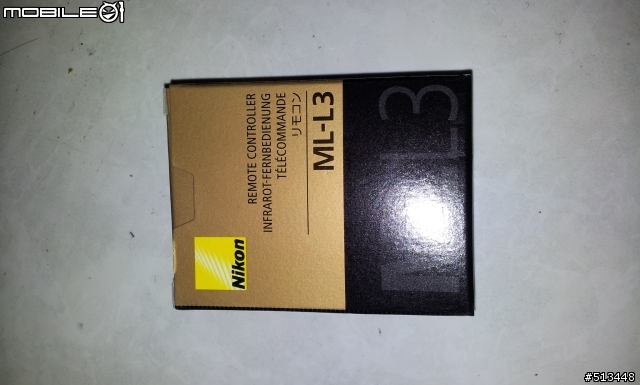 MOBILE01
REMOTE CONTROLLER
INFRAROT-FERNBEDIENUNG
TÉLÉCOMMANDE
リモコン
ML-L3
Nikon
ML-L3
#513448